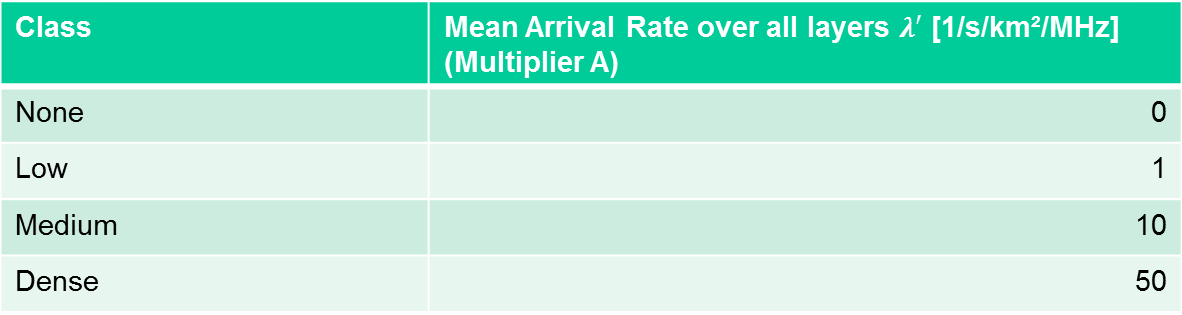 Class
Mean Arrival Rate over all layers 𝜆′ [1/s/km²/MHz]
(Multiplier A)
None
0
Low
1
Medium
10
Dense
50